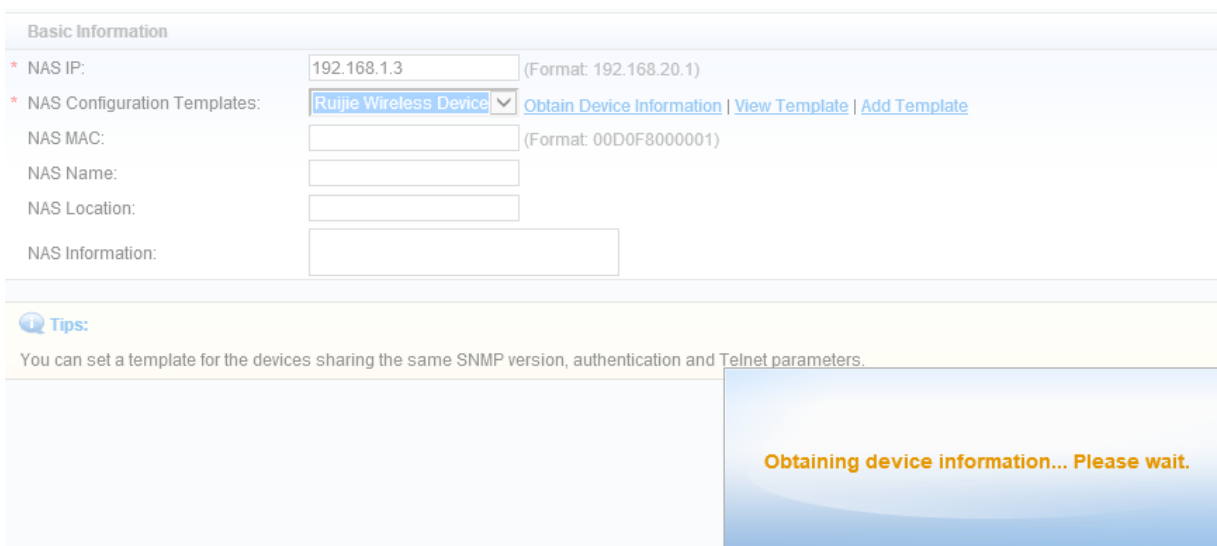 Basic Information
* NAS IP: 192.168.1.3 (Format: 192.168.20.1)
* NAS Configuration Templates: Ruijie Wireless Device Obtain Device Information | View Template | Add Template
NAS MAC: (Format: 00D0F8000001)
NAS Name:
NAS Location:
NAS Information:
Tips:
You can set a template for the devices sharing the same SNMP version, authentication and Telnet parameters.
Obtaining device information... Please wait.